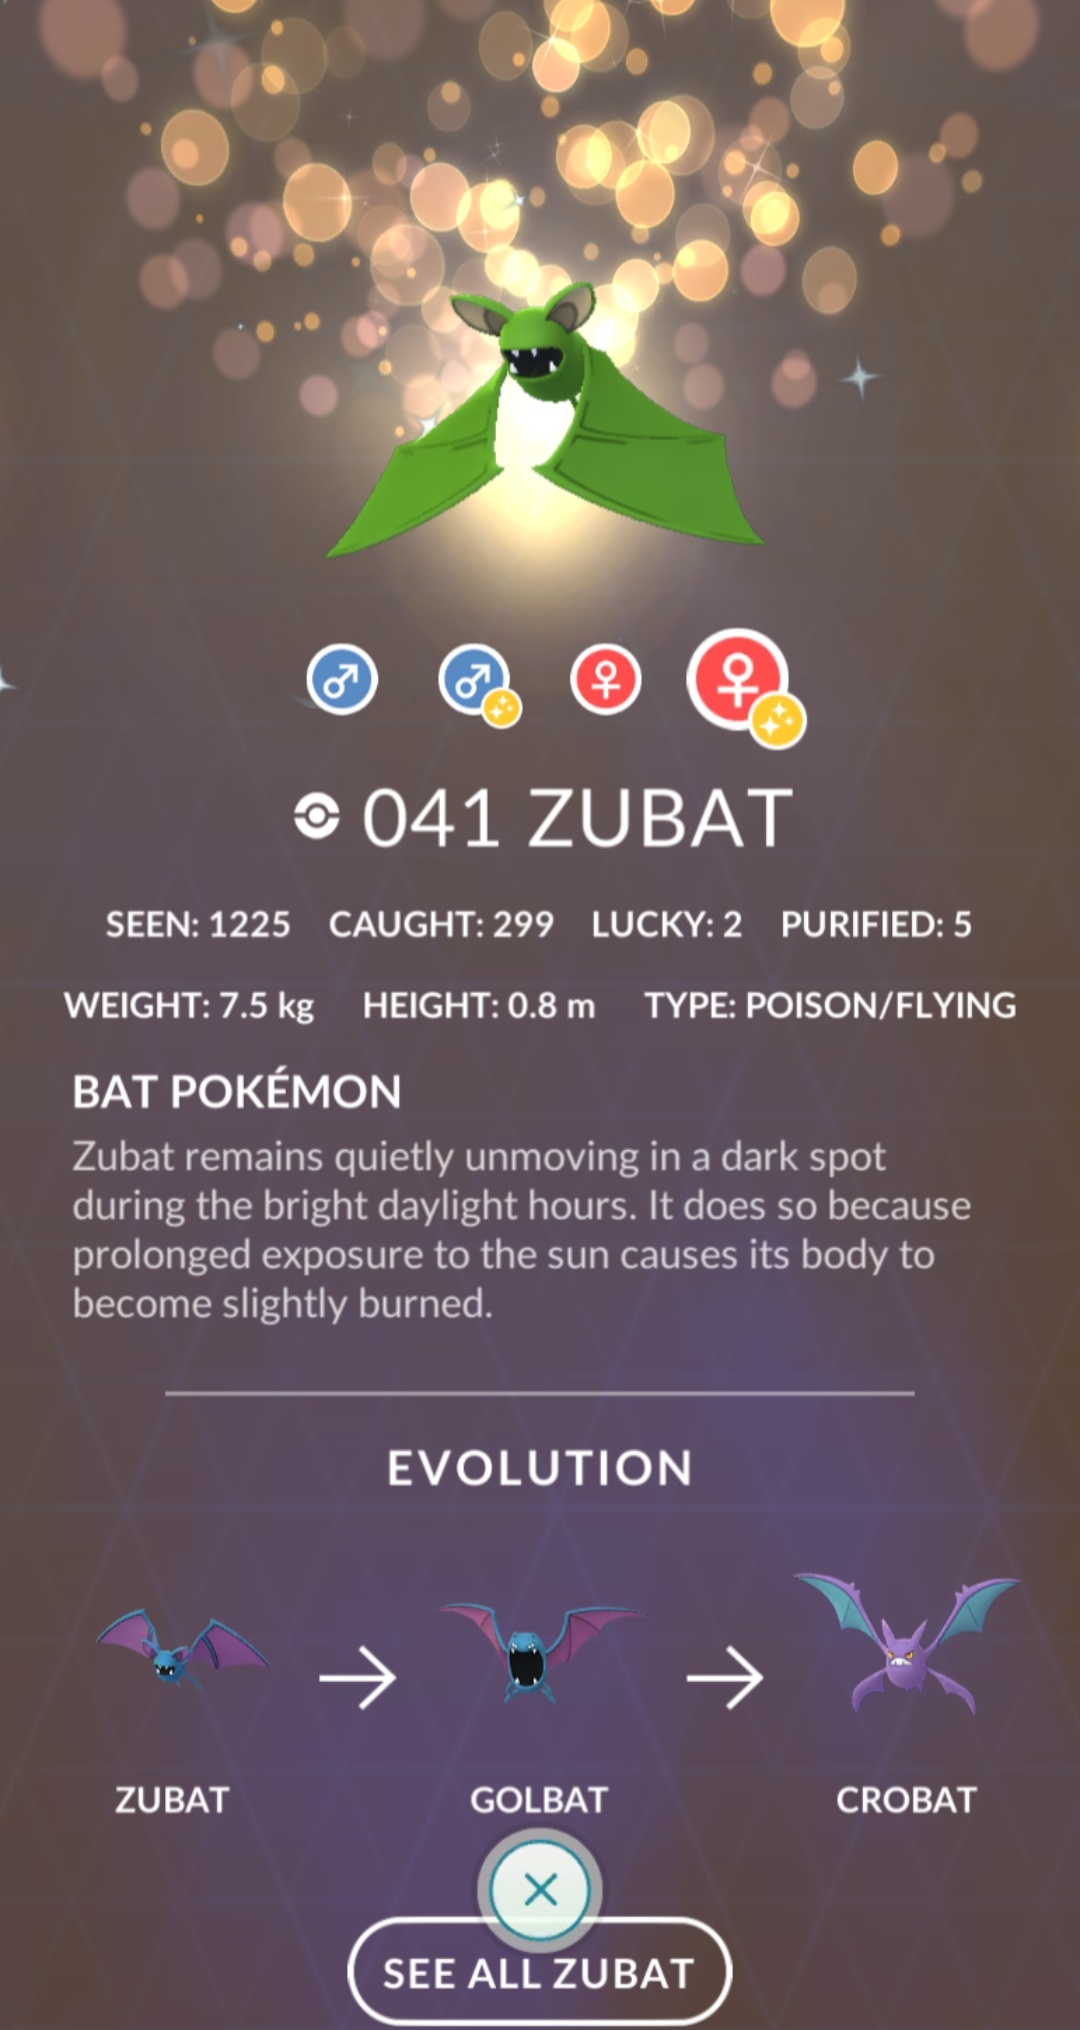 041 ZUBAT
SEEN: 1225 CAUGHT: 299 LUCKY: 2 PURIFIED: 5
WEIGHT: 7.5 kg HEIGHT: 0.8 m TYPE: POISON/FLYING
BAT POKÉMON
Zubat remains quietly unmoving in a dark spot
during the bright daylight hours. It does so because
prolonged exposure to the sun causes its body to
become slightly burned.
EVOLUTION
ZUBAT GOLBAT CROBAT
SEE ALL ZUBAT